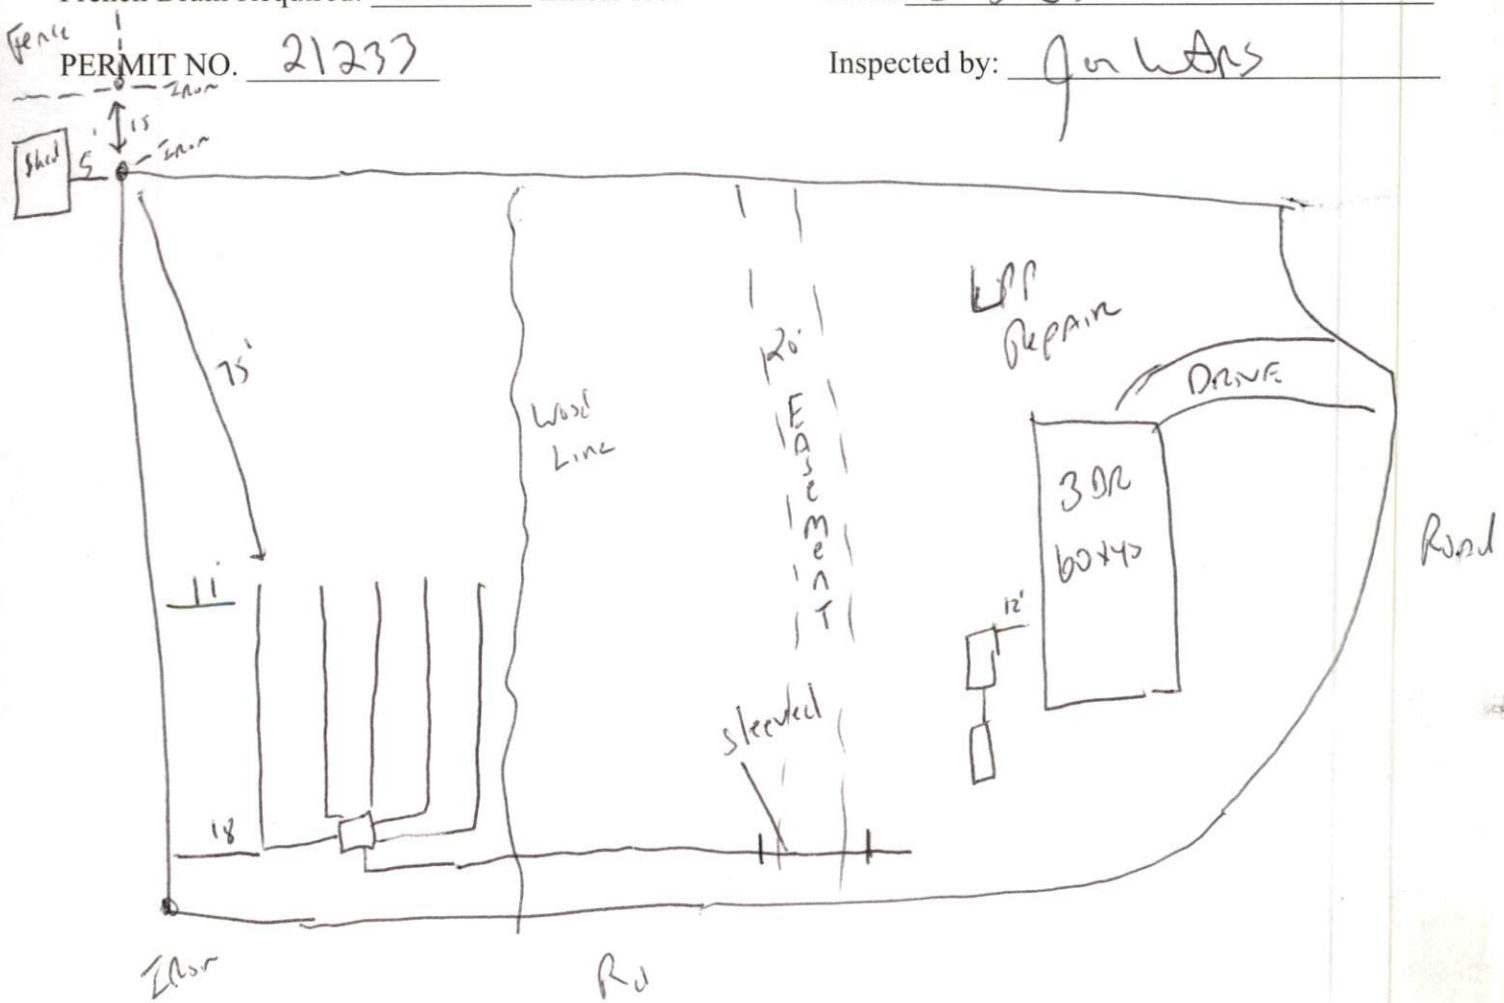 Fence
PERMIT NO. 21233
Inspected by:
Iron
15'
Iron
Shed
5'
75'
Wood
Line
EASEMENT
LPP
Repair
DRIVE
3 BR
60x40
Road
11'
12'
sleeved
18
Iron
Rd